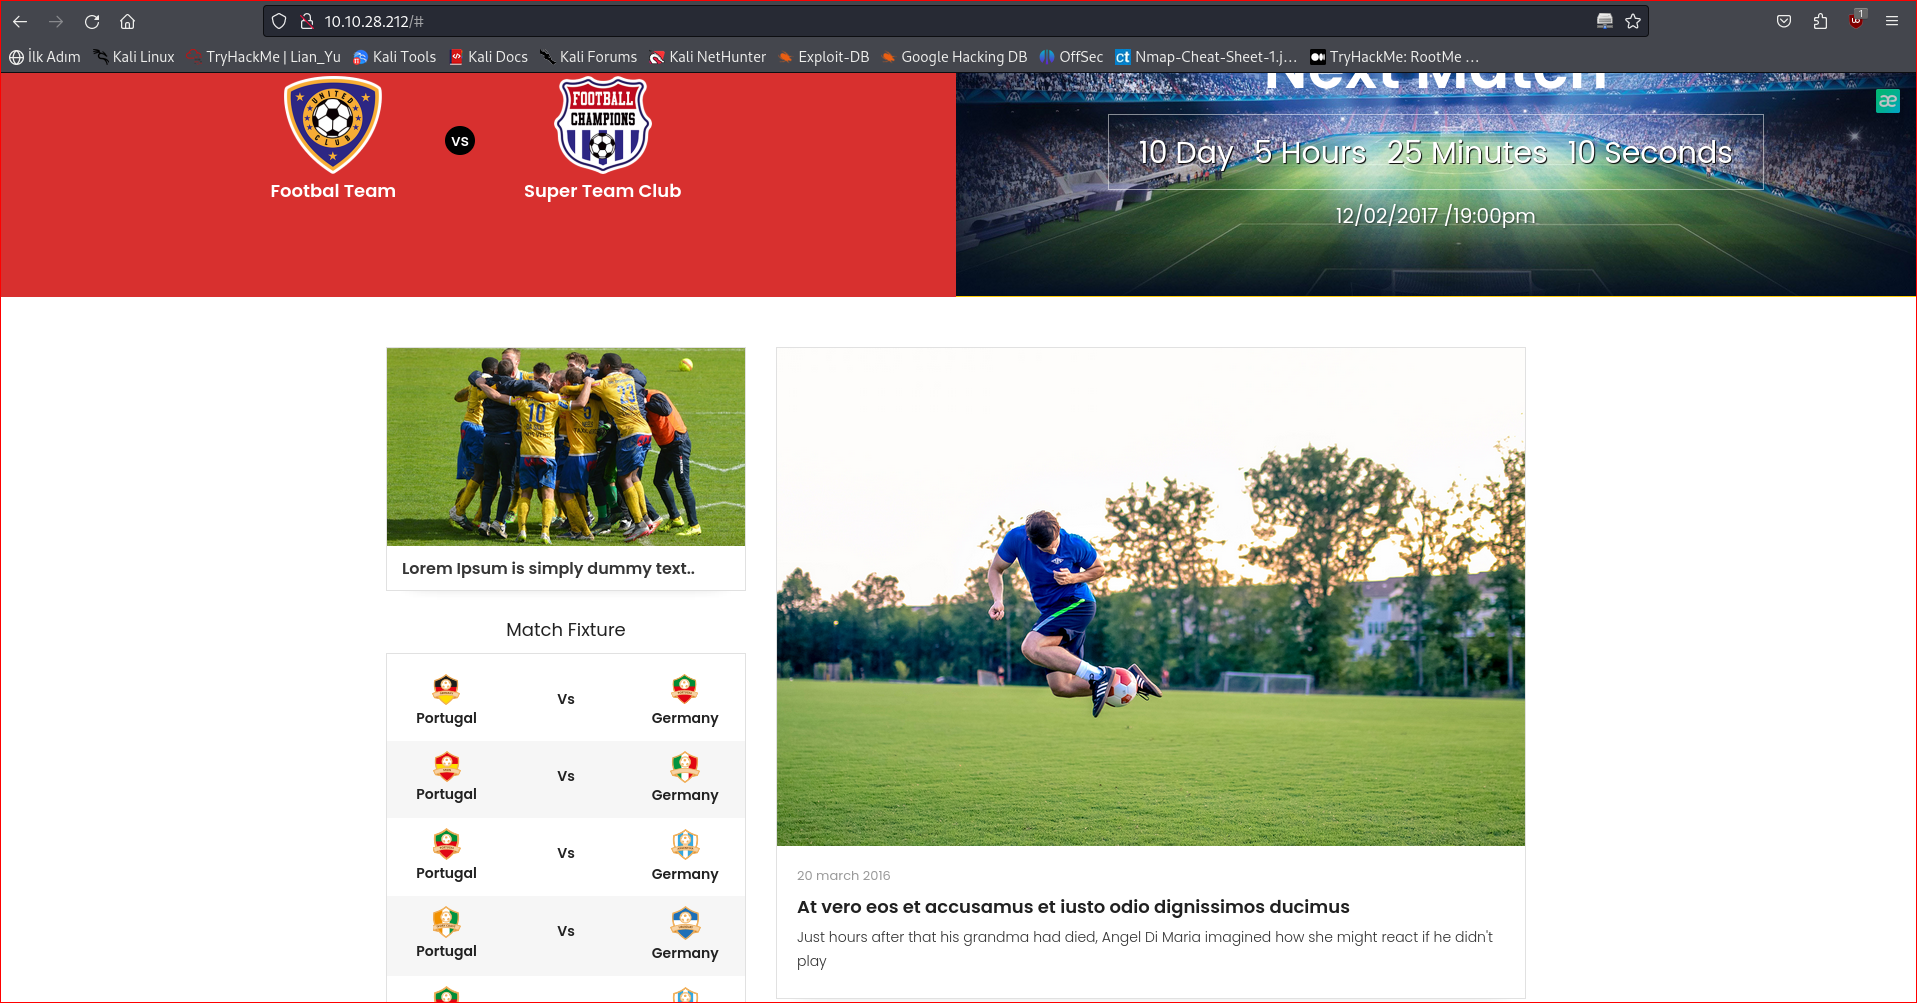 10.10.28.212/#
1
İlk Adım
Kali Linux
TryHackMe | Lian_Yu
Kali Tools
Kali Docs
Kali Forums
Kali NetHunter
Exploit-DB
Google Hacking DB
OffSec
Nmap-Cheat-Sheet-1.j…
TryHackMe: RootMe …
UNITED
CLUB
vs
FOOTBALL
CHAMPIONS
Footbal Team
Super Team Club
Next Match
10 Day 5 Hours 25 Minutes 10 Seconds
12/02/2017 /19:00pm
æ
10
5
23
Lorem Ipsum is simply dummy text..
Match Fixture
Portugal
Vs
Germany
Portugal
Vs
Germany
Portugal
Vs
Germany
Portugal
Vs
Germany
20 march 2016
At vero eos et accusamus et iusto odio dignissimos ducimus
Just hours after that his grandma had died, Angel Di Maria imagined how she might react if he didn't
play